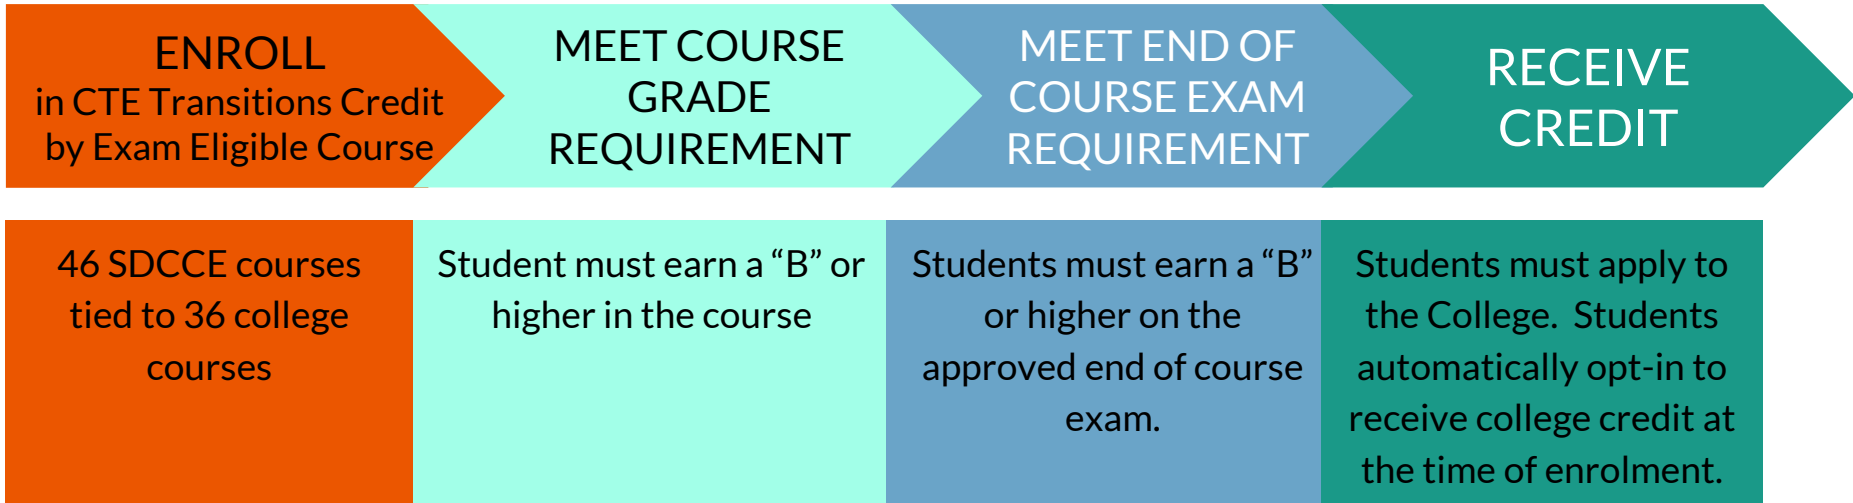 ENROLL
in CTE Transitions Credit
by Exam Eligible Course
MEET COURSE
GRADE
REQUIREMENT
MEET END OF
COURSE EXAM
REQUIREMENT
RECEIVE
CREDIT
46 SDCCE courses
tied to 36 college
courses
Student must earn a “B” or
higher in the course
Students must earn a “B”
or higher on the
approved end of course
exam.
Students must apply to
the College.  Students
automatically opt-in to
receive college credit at
the time of enrolment.